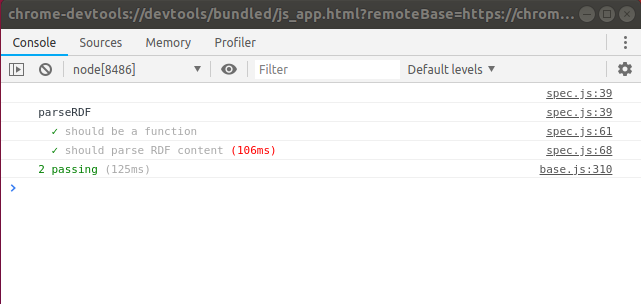 chrome-devtools://devtools/bundled/js_app.html?remoteBase=https://chrom...
Console Sources Memory Profiler
node[8486] Filter Default levels
spec.js:39
parseRDF spec.js:39
✓ should be a function spec.js:61
✓ should parse RDF content (106ms) spec.js:68
2 passing (125ms) base.js:310